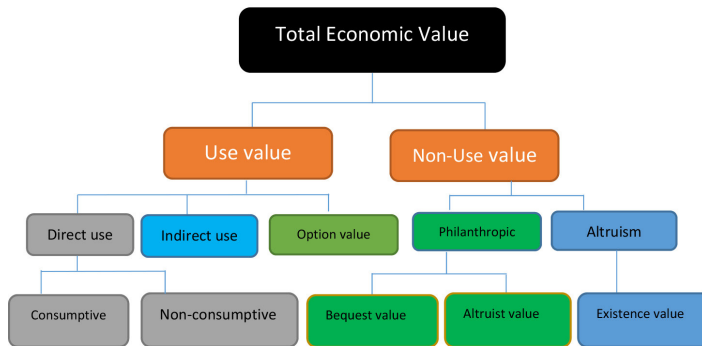 Total Economic Value
Use value
Non-Use value
Direct use
Indirect use
Option value
Philanthropic
Altruism
Consumptive
Non-consumptive
Bequest value
Altruist value
Existence value